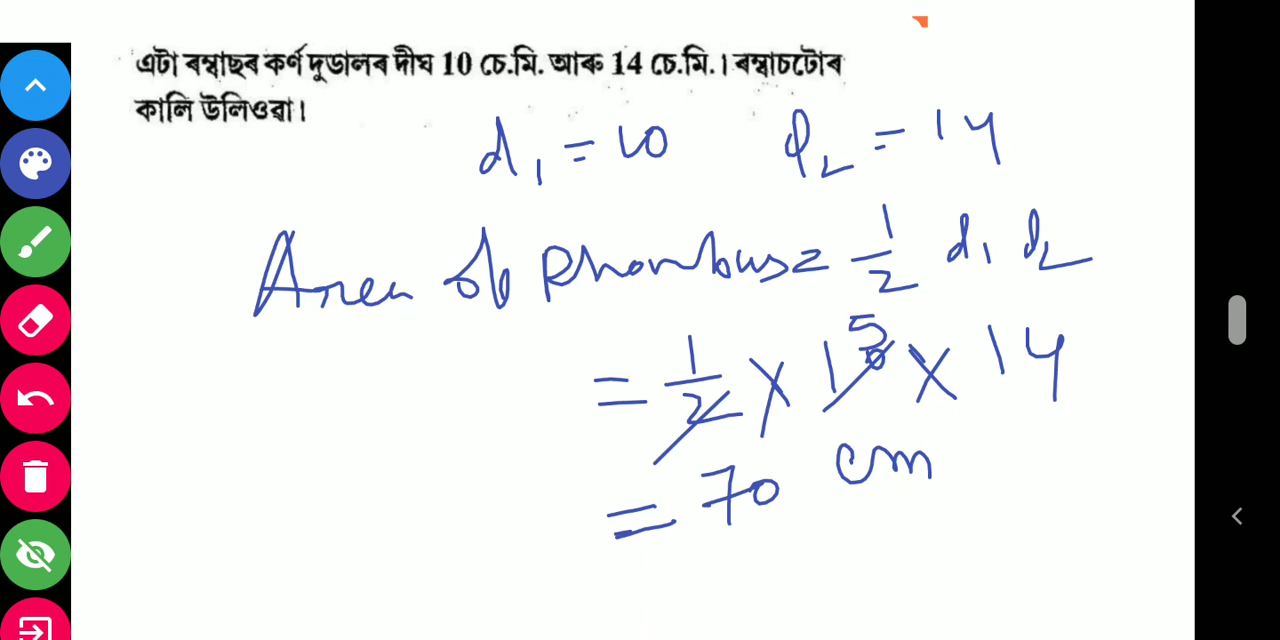 এটা ৰম্বাছৰ কৰ্ণ দুডালৰ দীঘ 10 চে.মি. আৰু 14 চে.মি.। ৰম্বাচটোৰ
কালি উলিওৱা।
d₁ = 10 d₂ = 14
Area of Rhombus = 1/2 d₁ d₂
= 1/2 × 10 5 × 14
= 70 cm